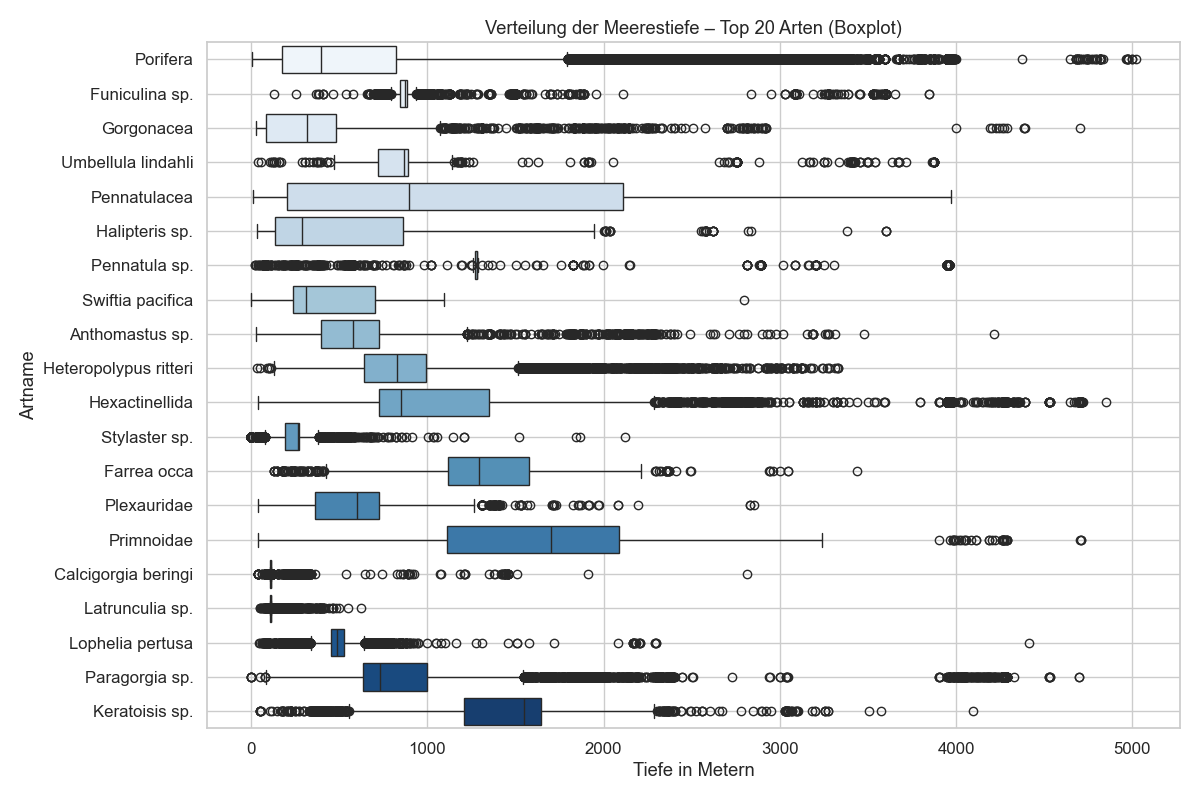 Verteilung der Meerestiefe – Top 20 Arten (Boxplot)
Artname
Porifera
Funiculina sp.
Gorgonacea
Umbellula lindahli
Pennatulacea
Halipteris sp.
Pennatula sp.
Swiftia pacifica
Anthomastus sp.
Heteropolypus ritteri
Hexactinellida
Stylaster sp.
Farrea occa
Plexauridae
Primnoidae
Calcigorgia beringi
Latrunculia sp.
Lophelia pertusa
Paragorgia sp.
Keratoisis sp.
0 1000 2000 3000 4000 5000
Tiefe in Metern